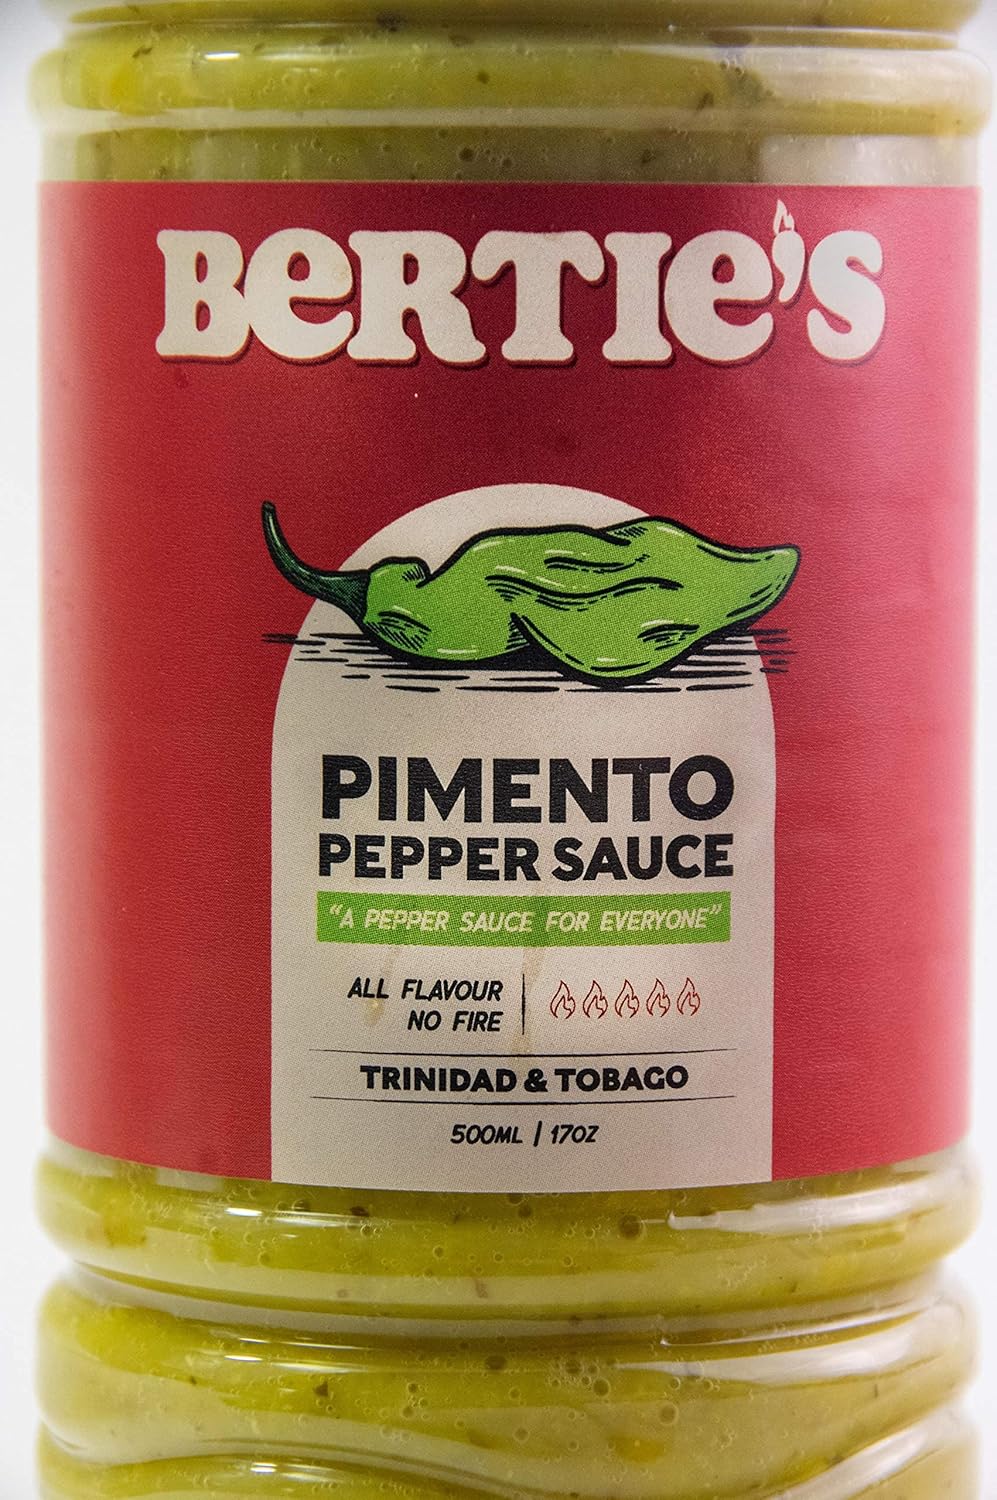 BERTIE'S
PIMENTO
PEPPER SAUCE
"A PEPPER SAUCE FOR EVERYONE"
ALL FLAVOUR
NO FIRE
TRINIDAD & TOBAGO
500ML | 17OZ